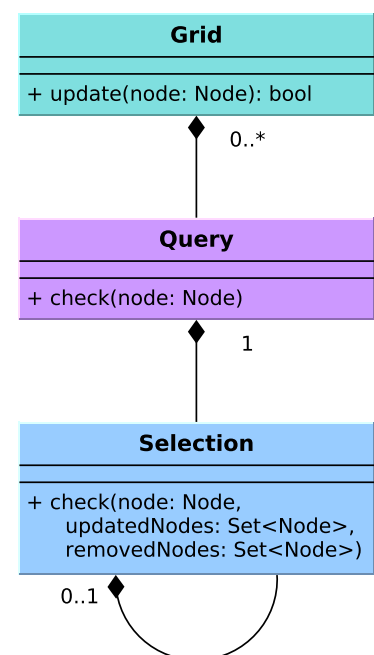 Grid
+ update(node: Node): bool
0..*
Query
+ check(node: Node)
1
Selection
+ check(node: Node,
updatedNodes: Set<Node>,
removedNodes: Set<Node>)
0..1